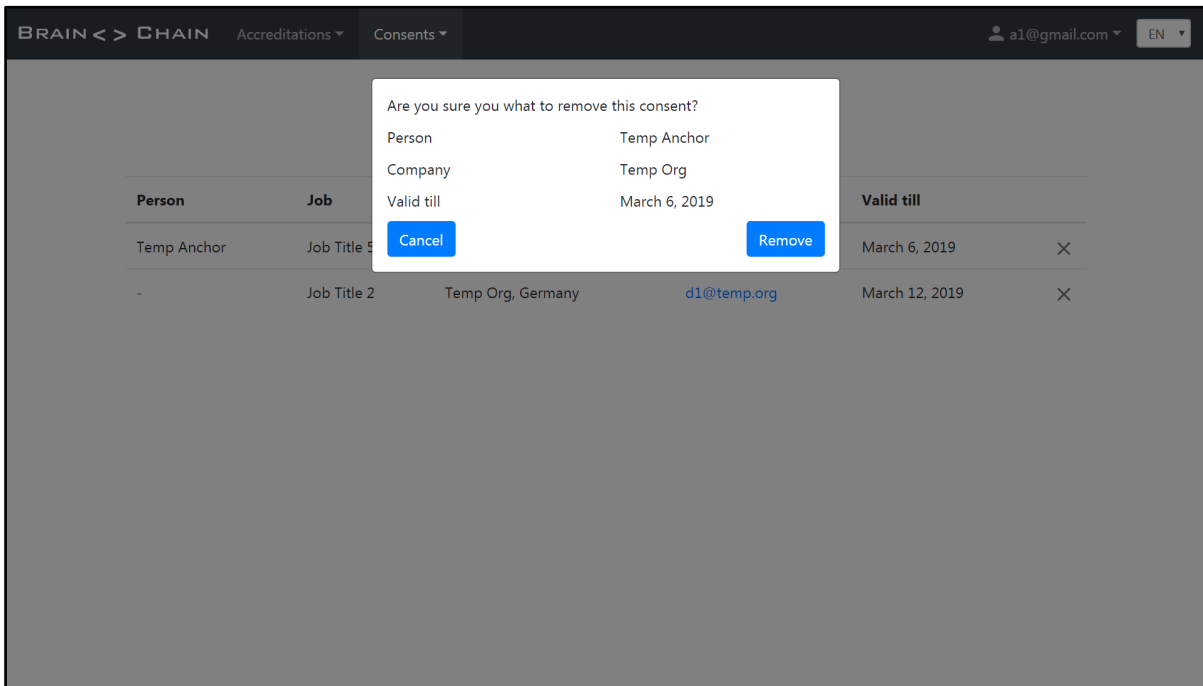 BRAIN < > CHAIN Accreditations Consents a1@gmail.com EN
Are you sure you what to remove this consent?
Person Temp Anchor
Company Temp Org
Valid till March 6, 2019
Cancel Remove
Person Job Valid till
Temp Anchor Job Title 5 March 6, 2019
- Job Title 2 Temp Org, Germany d1@temp.org March 12, 2019